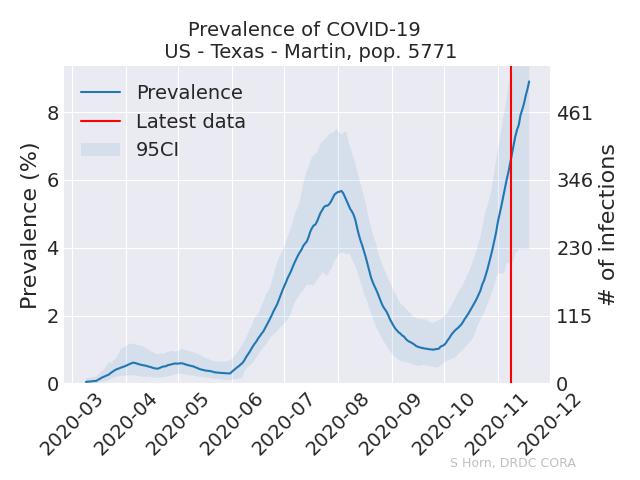 Prevalence of COVID-19
US - Texas - Martin, pop. 5771
Prevalence
Latest data
95CI
Prevalence (%)
8
6
4
2
0
461
346
230
115
0
# of infections
2020-03
2020-04
2020-05
2020-06
2020-07
2020-08
2020-09
2020-10
2020-11
2020-12
S Horn, DRDC CORA